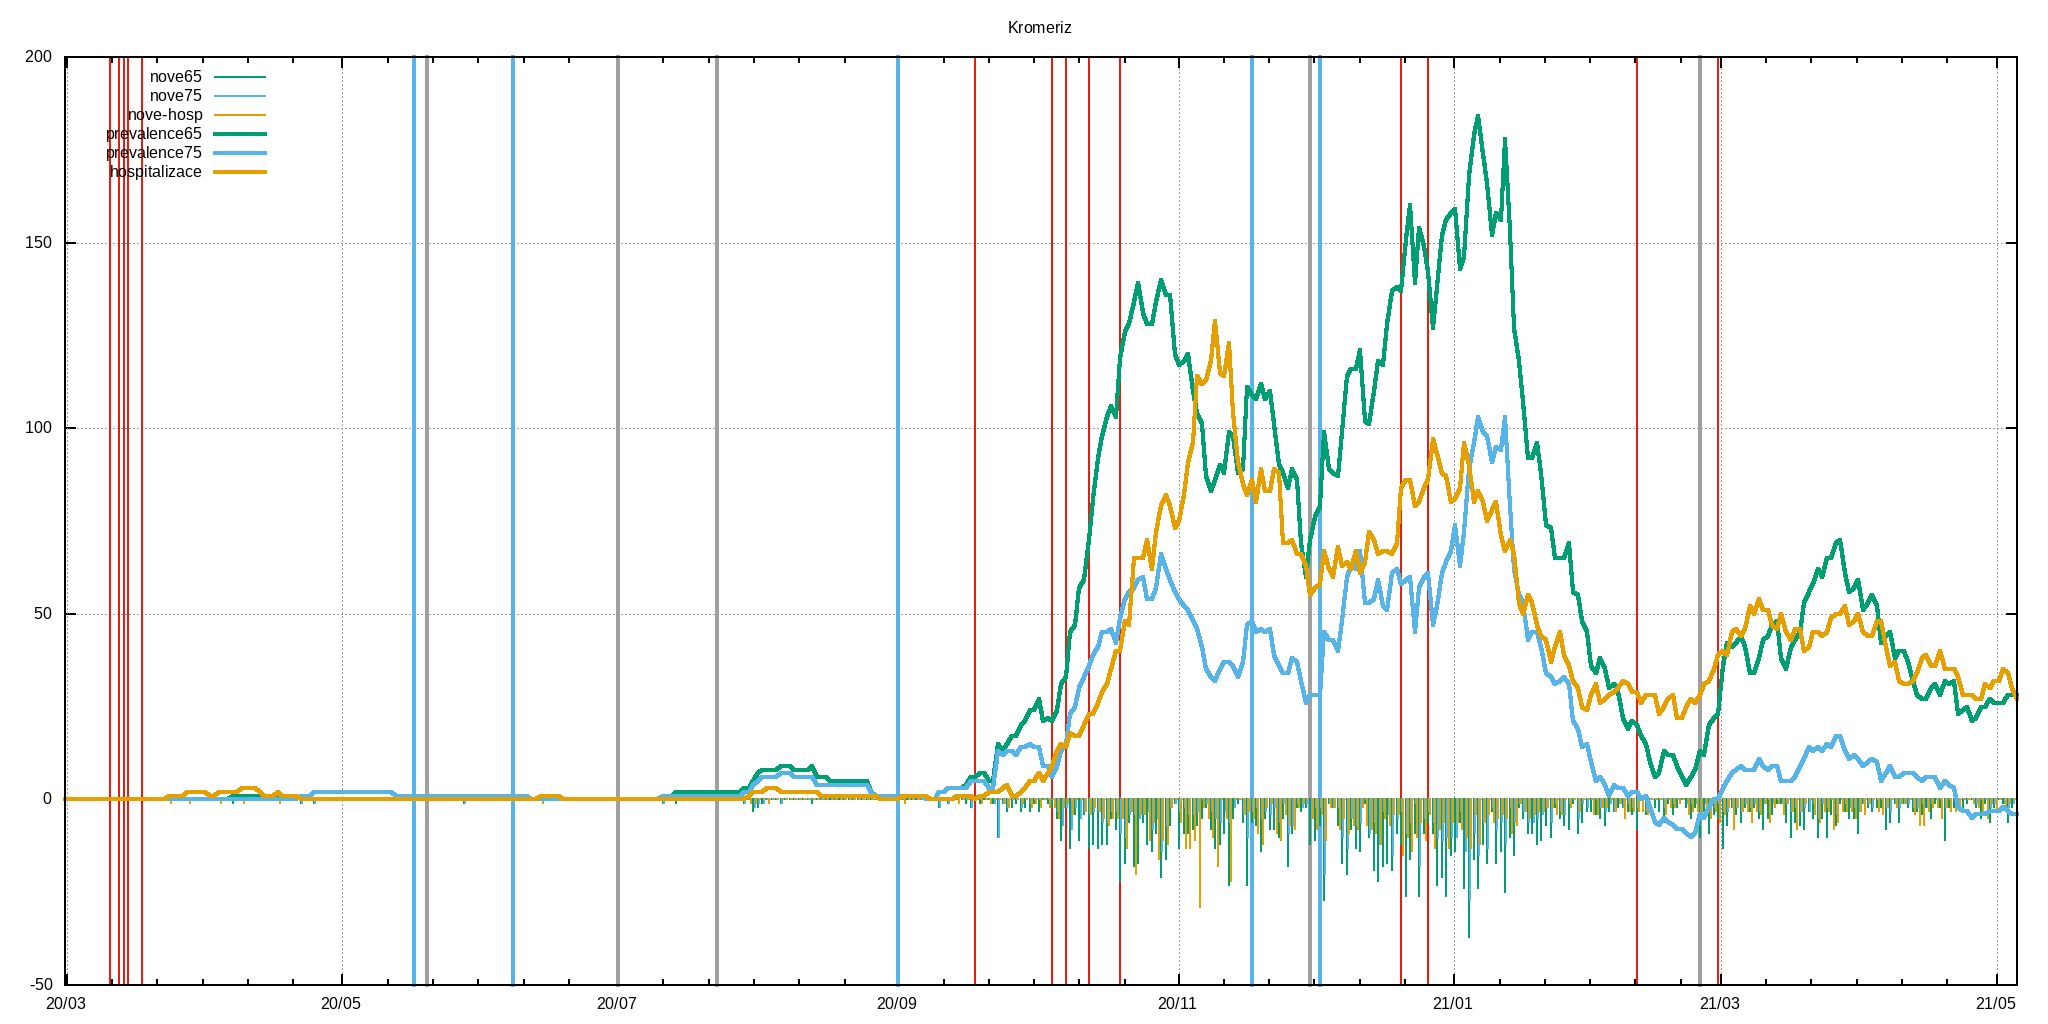 Kromeriz
200
150
100
50
0
-50
nove65
nove75
nove-hosp
prevalence65
prevalence75
hospitalizace
20/03 20/05 20/07 20/09 20/11 21/01 21/03 21/05